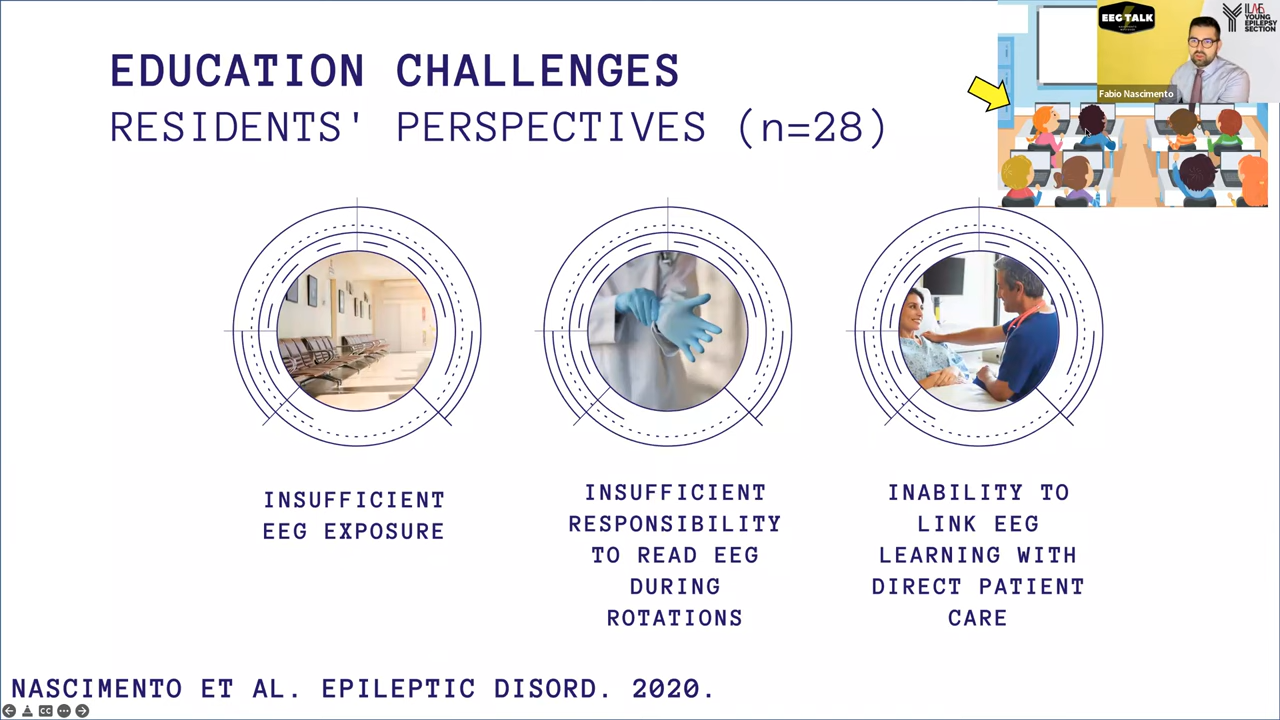 EDUCATION CHALLENGES
RESIDENTS' PERSPECTIVES (n=28)
EEG TALK
ILAE
YOUNG
EPILEPSY
SECTION
Fabio Nascimento
INSUFFICIENT
EEG EXPOSURE
INSUFFICIENT
RESPONSIBILITY
TO READ EEG
DURING
ROTATIONS
INABILITY TO
LINK EEG
LEARNING WITH
DIRECT PATIENT
CARE
NASCIMENTO ET AL. EPILEPTIC DISORD. 2020.
CC